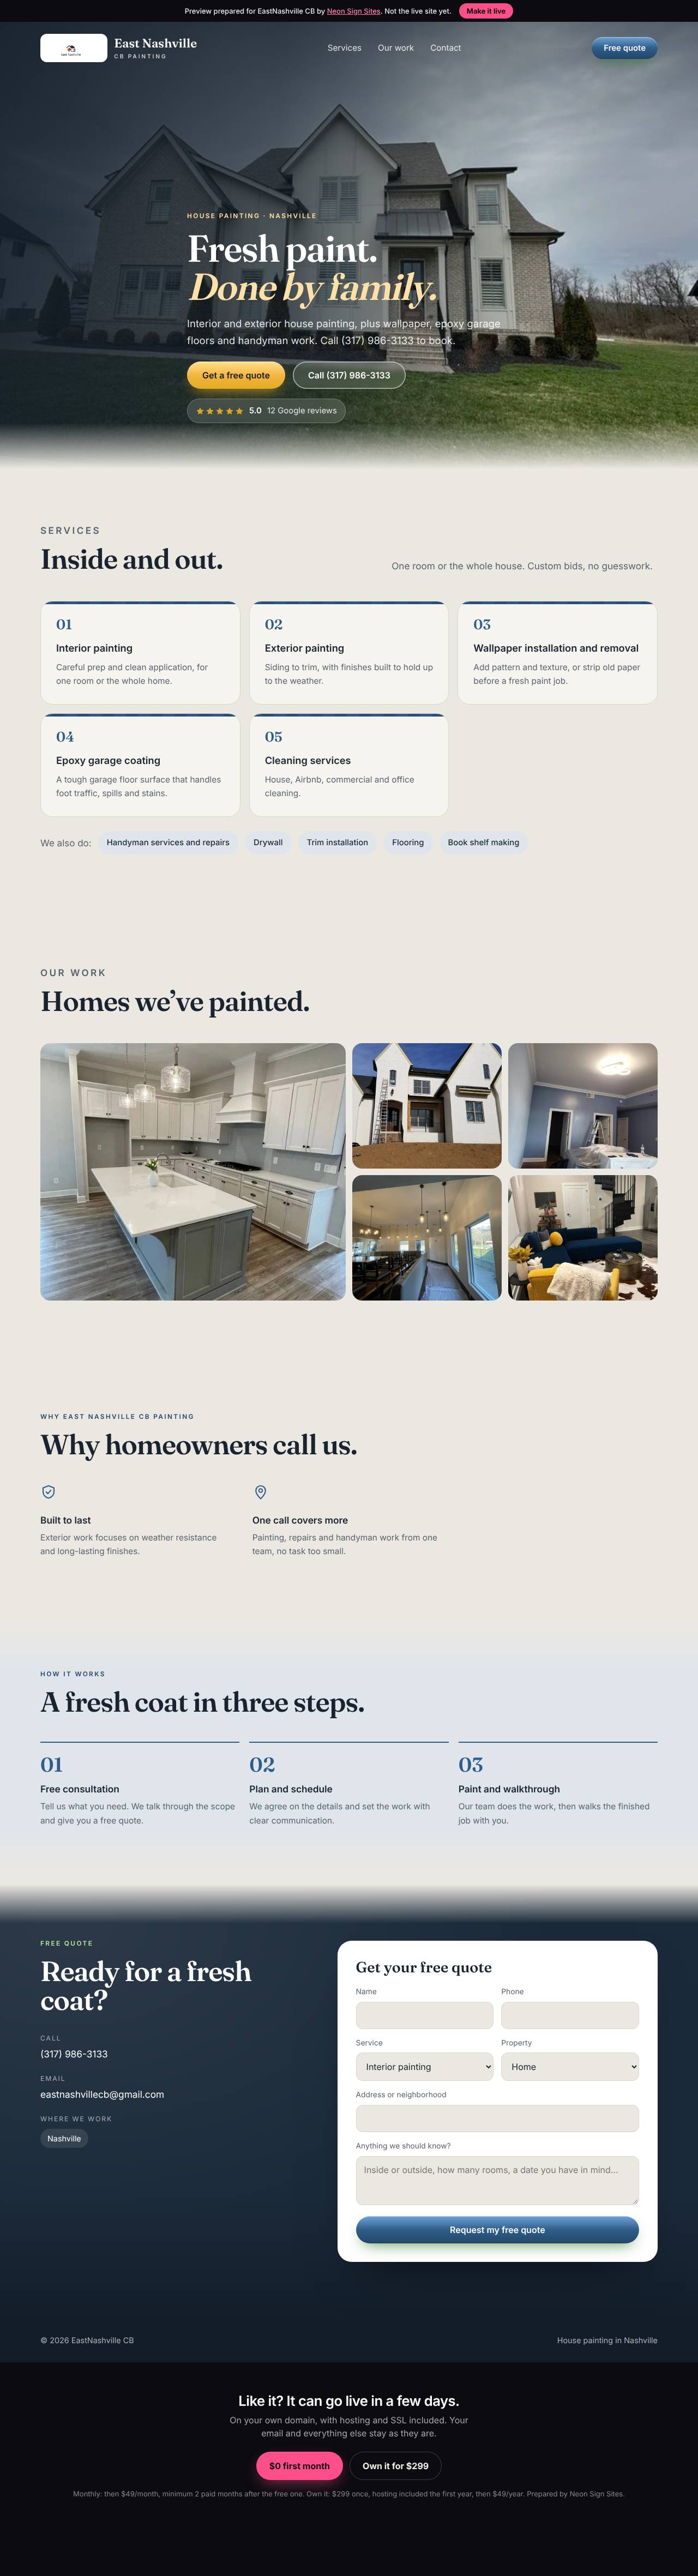 Preview prepared for EastNashville CB by Neon Sign Sites. Not the live site yet. Make it live
East Nashville
CB PAINTING
Services Our work Contact
Free quote
HOUSE PAINTING · NASHVILLE
Fresh paint.
Done by family.
Interior and exterior house painting, plus wallpaper, epoxy garage
floors and handyman work. Call (317) 986-3133 to book.
Get a free quote Call (317) 986-3133
5.0 12 Google reviews
SERVICES
Inside and out.
One room or the whole house. Custom bids, no guesswork.
01
Interior painting
Careful prep and clean application, for
one room or the whole home.
02
Exterior painting
Siding to trim, with finishes built to hold up
to the weather.
03
Wallpaper installation and removal
Add pattern and texture, or strip old paper
before a fresh paint job.
04
Epoxy garage coating
A tough garage floor surface that handles
foot traffic, spills and stains.
05
Cleaning services
House, Airbnb, commercial and office
cleaning.
We also do: Handyman services and repairs Drywall Trim installation Flooring Book shelf making
OUR WORK
Homes we’ve painted.
WHY EAST NASHVILLE CB PAINTING
Why homeowners call us.
Built to last
Exterior work focuses on weather resistance
and long-lasting finishes.
One call covers more
Painting, repairs and handyman work from one
team, no task too small.
HOW IT WORKS
A fresh coat in three steps.
01
Free consultation
Tell us what you need. We talk through the scope
and give you a free quote.
02
Plan and schedule
We agree on the details and set the work with
clear communication.
03
Paint and walkthrough
Our team does the work, then walks the finished
job with you.
FREE QUOTE
Ready for a fresh
coat?
CALL
(317) 986-3133
EMAIL
eastnashvillecb@gmail.com
WHERE WE WORK
Nashville
Get your free quote
Name Phone
Service Property
Interior painting Home
Address or neighborhood
Anything we should know?
Inside or outside, how many rooms, a date you have in mind...
Request my free quote
© 2026 EastNashville CB
House painting in Nashville
Like it? It can go live in a few days.
On your own domain, with hosting and SSL included. Your
email and everything else stay as they are.
$0 first month Own it for $299
Monthly: then $49/month, minimum 2 paid months after the free one. Own it: $299 once, hosting included the first year, then $49/year. Prepared by Neon Sign Sites.